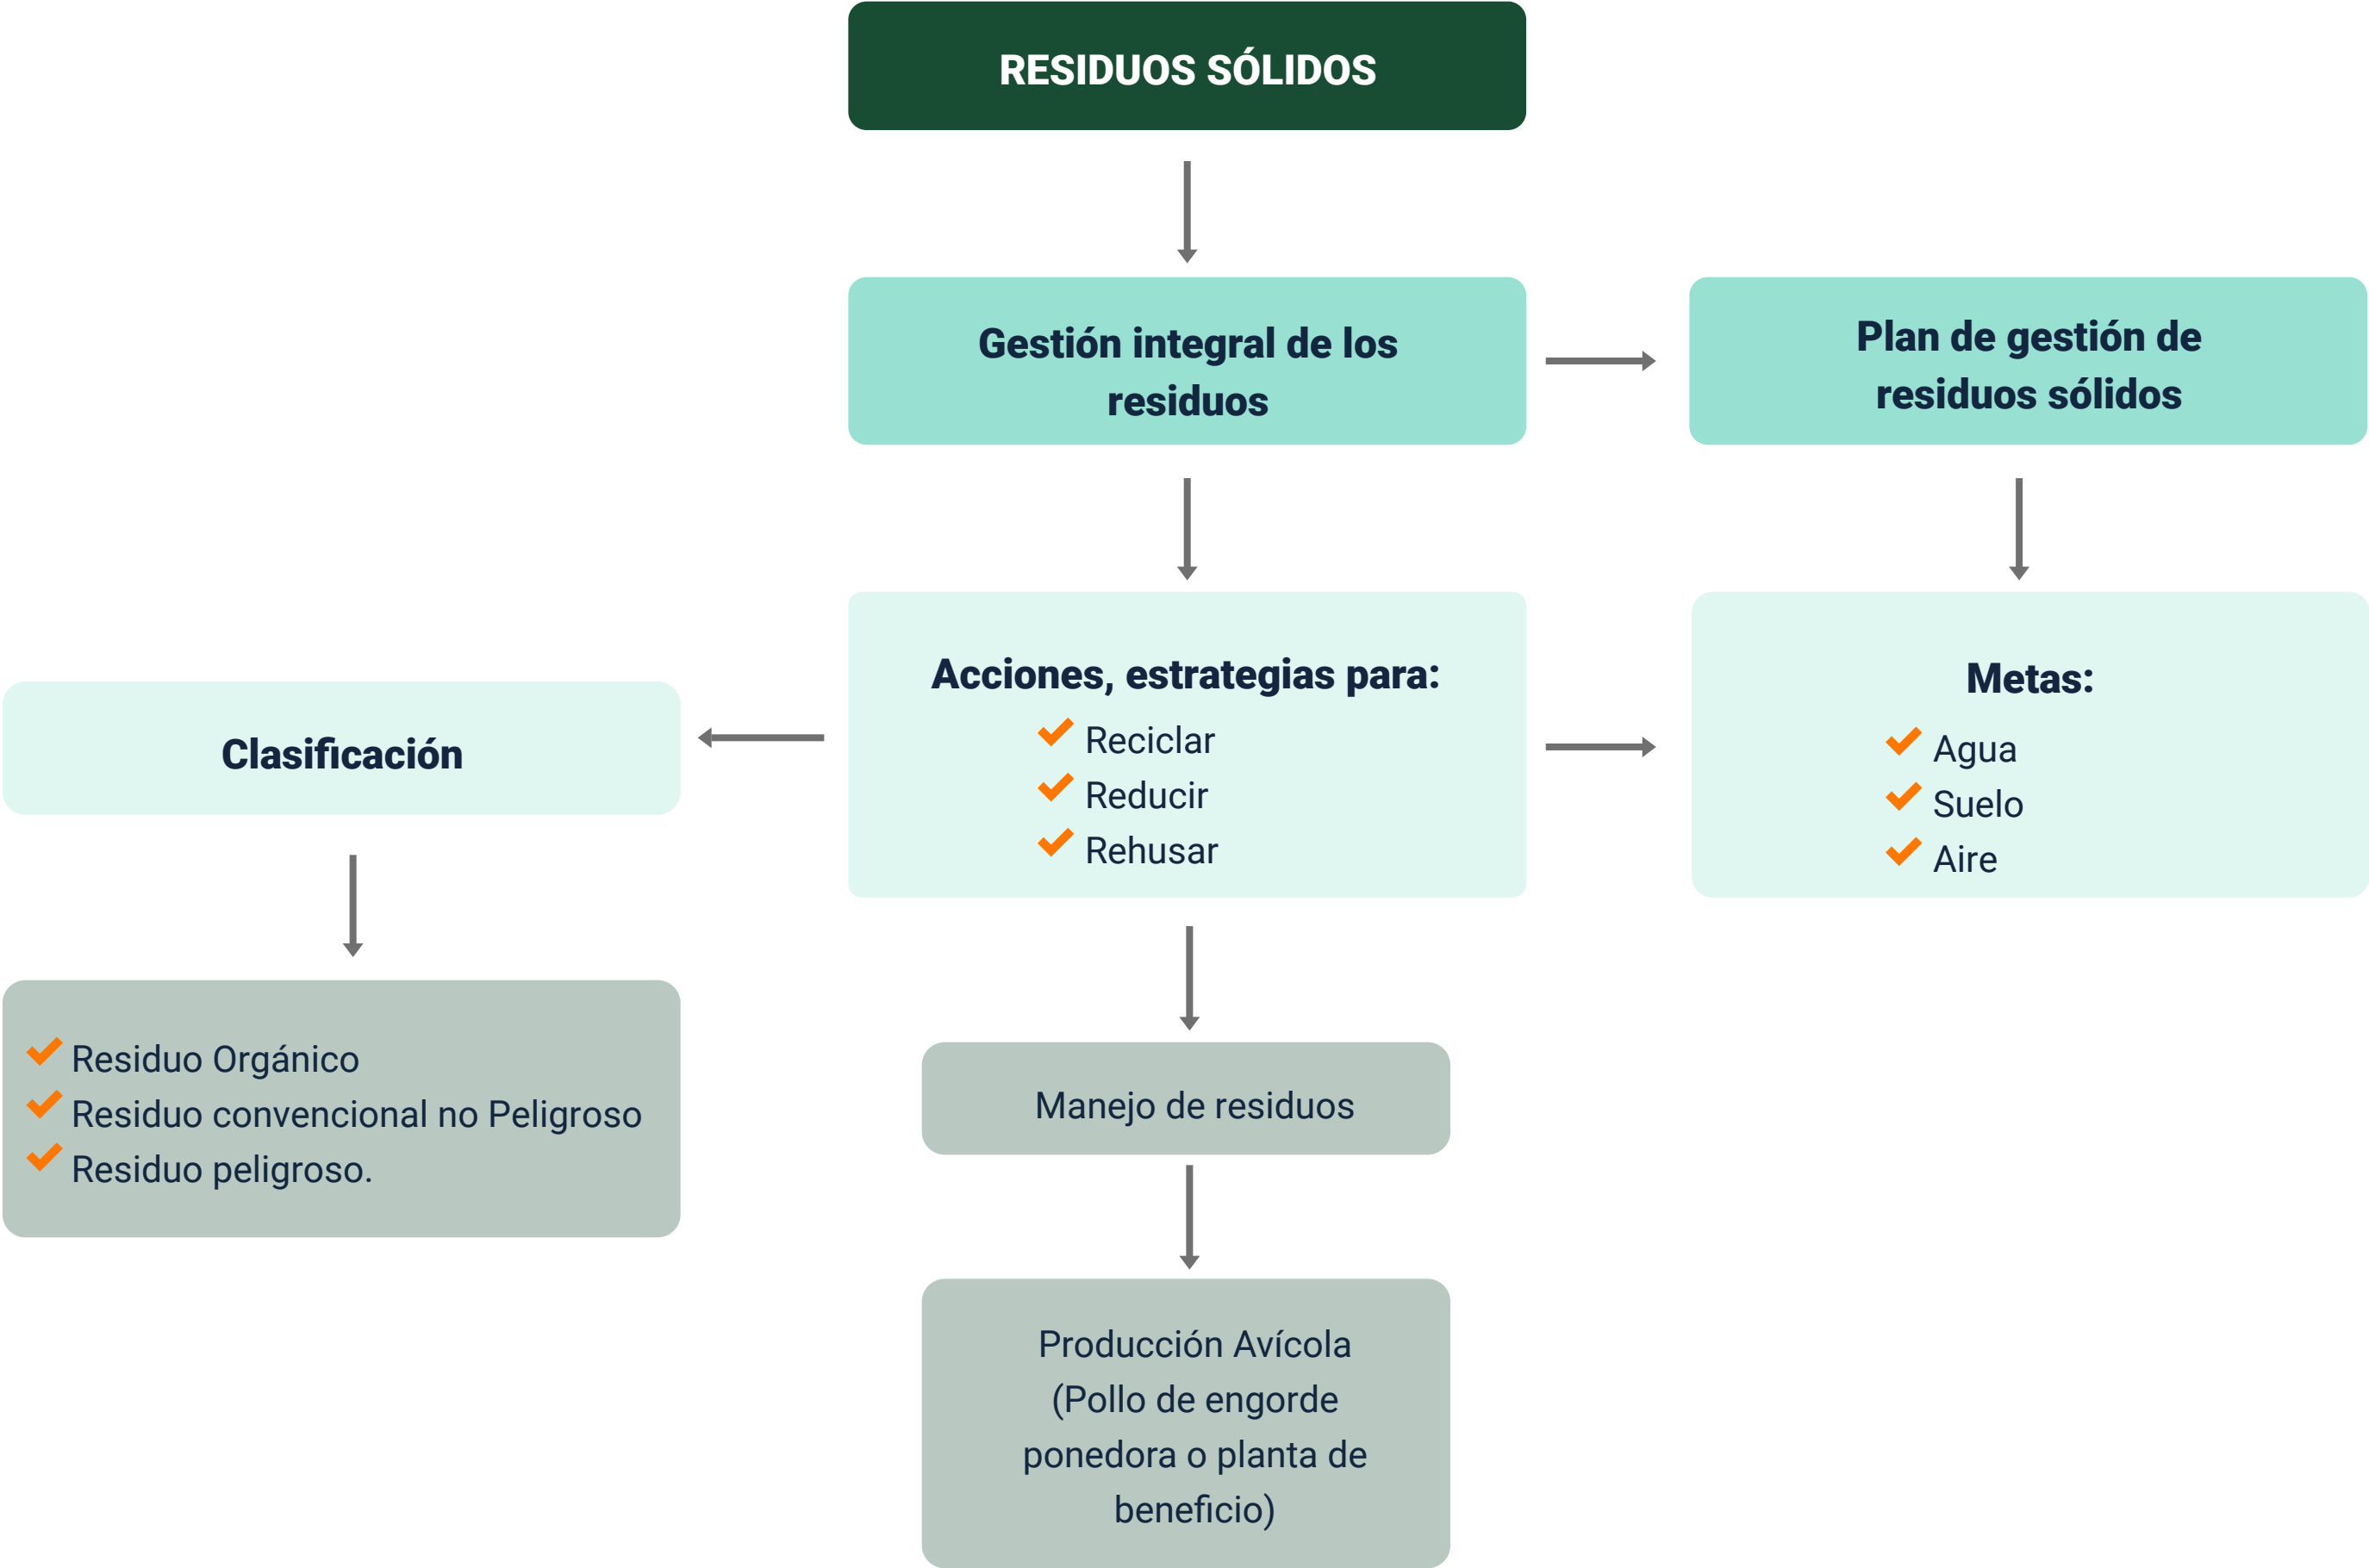 RESIDUOS SÓLIDOS
Gestión integral de los
residuos
Plan de gestión de
residuos sólidos
Acciones, estrategias para:
Reciclar
Reducir
Rehusar
Metas:
Agua
Suelo
Aire
Clasificación
Residuo Orgánico
Residuo convencional no Peligroso
Residuo peligroso.
Manejo de residuos
Producción Avícola
(Pollo de engorde
ponedora o planta de
beneficio)